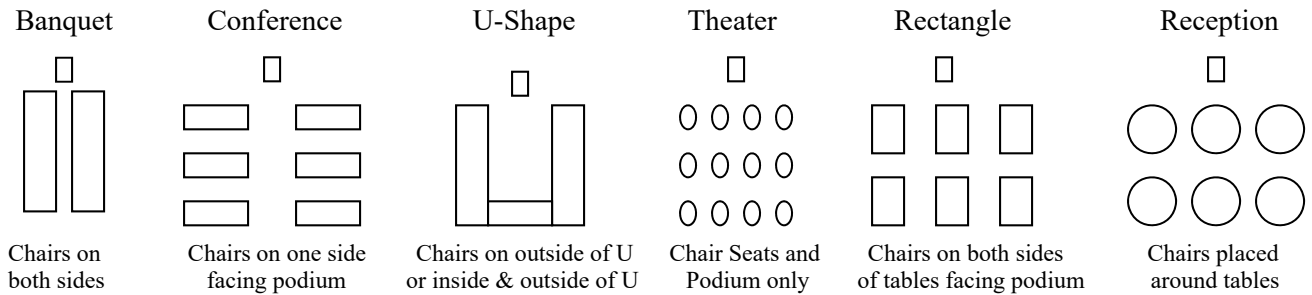 Banquet
Conference
U-Shape
Theater
Rectangle
Reception
Chairs on
both sides
Chairs on one side
facing podium
Chairs on outside of U
or inside & outside of U
Chair Seats and
Podium only
Chairs on both sides
of tables facing podium
Chairs placed
around tables